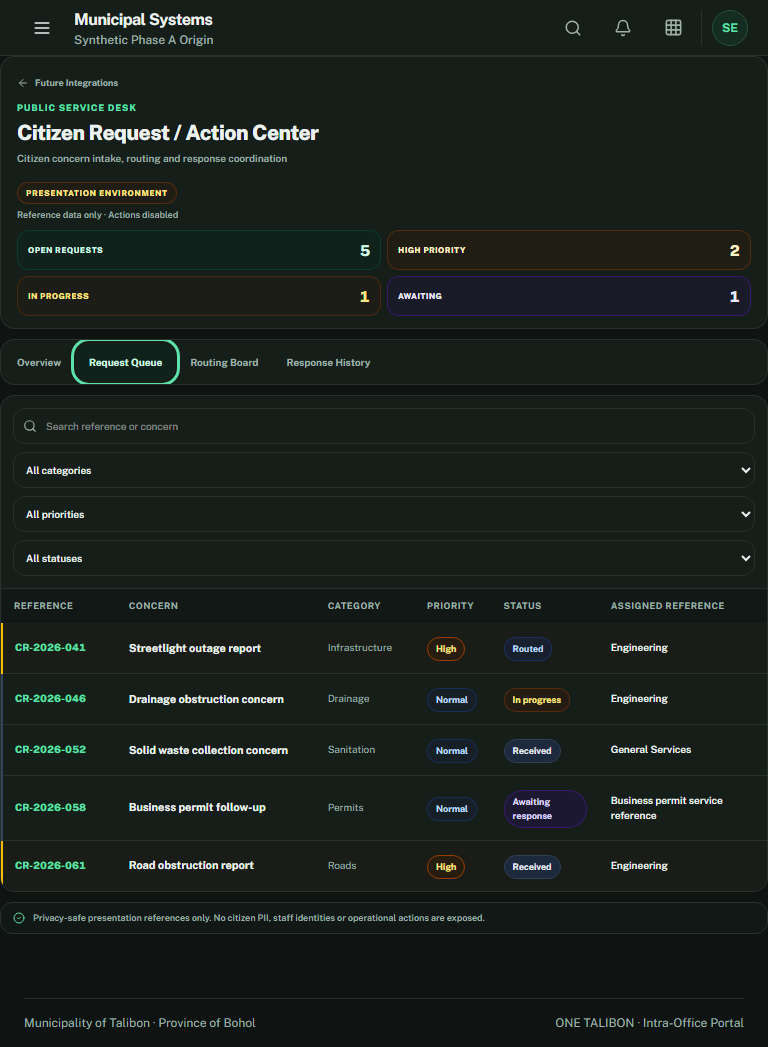 Municipal Systems
Synthetic Phase A Origin
SE
Future Integrations
PUBLIC SERVICE DESK
Citizen Request / Action Center
Citizen concern intake, routing and response coordination
PRESENTATION ENVIRONMENT
Reference data only · Actions disabled
OPEN REQUESTS 5
HIGH PRIORITY 2
IN PROGRESS 1
AWAITING 1
Overview Request Queue Routing Board Response History
Search reference or concern
All categories
All priorities
All statuses
REFERENCE CONCERN CATEGORY PRIORITY STATUS ASSIGNED REFERENCE
CR-2026-041 Streetlight outage report Infrastructure High Routed Engineering
CR-2026-046 Drainage obstruction concern Drainage Normal In progress Engineering
CR-2026-052 Solid waste collection concern Sanitation Normal Received General Services
CR-2026-058 Business permit follow-up Permits Normal Awaiting response Business permit service reference
CR-2026-061 Road obstruction report Roads High Received Engineering
Privacy-safe presentation references only. No citizen PII, staff identities or operational actions are exposed.
Municipality of Talibon · Province of Bohol
ONE TALIBON · Intra-Office Portal